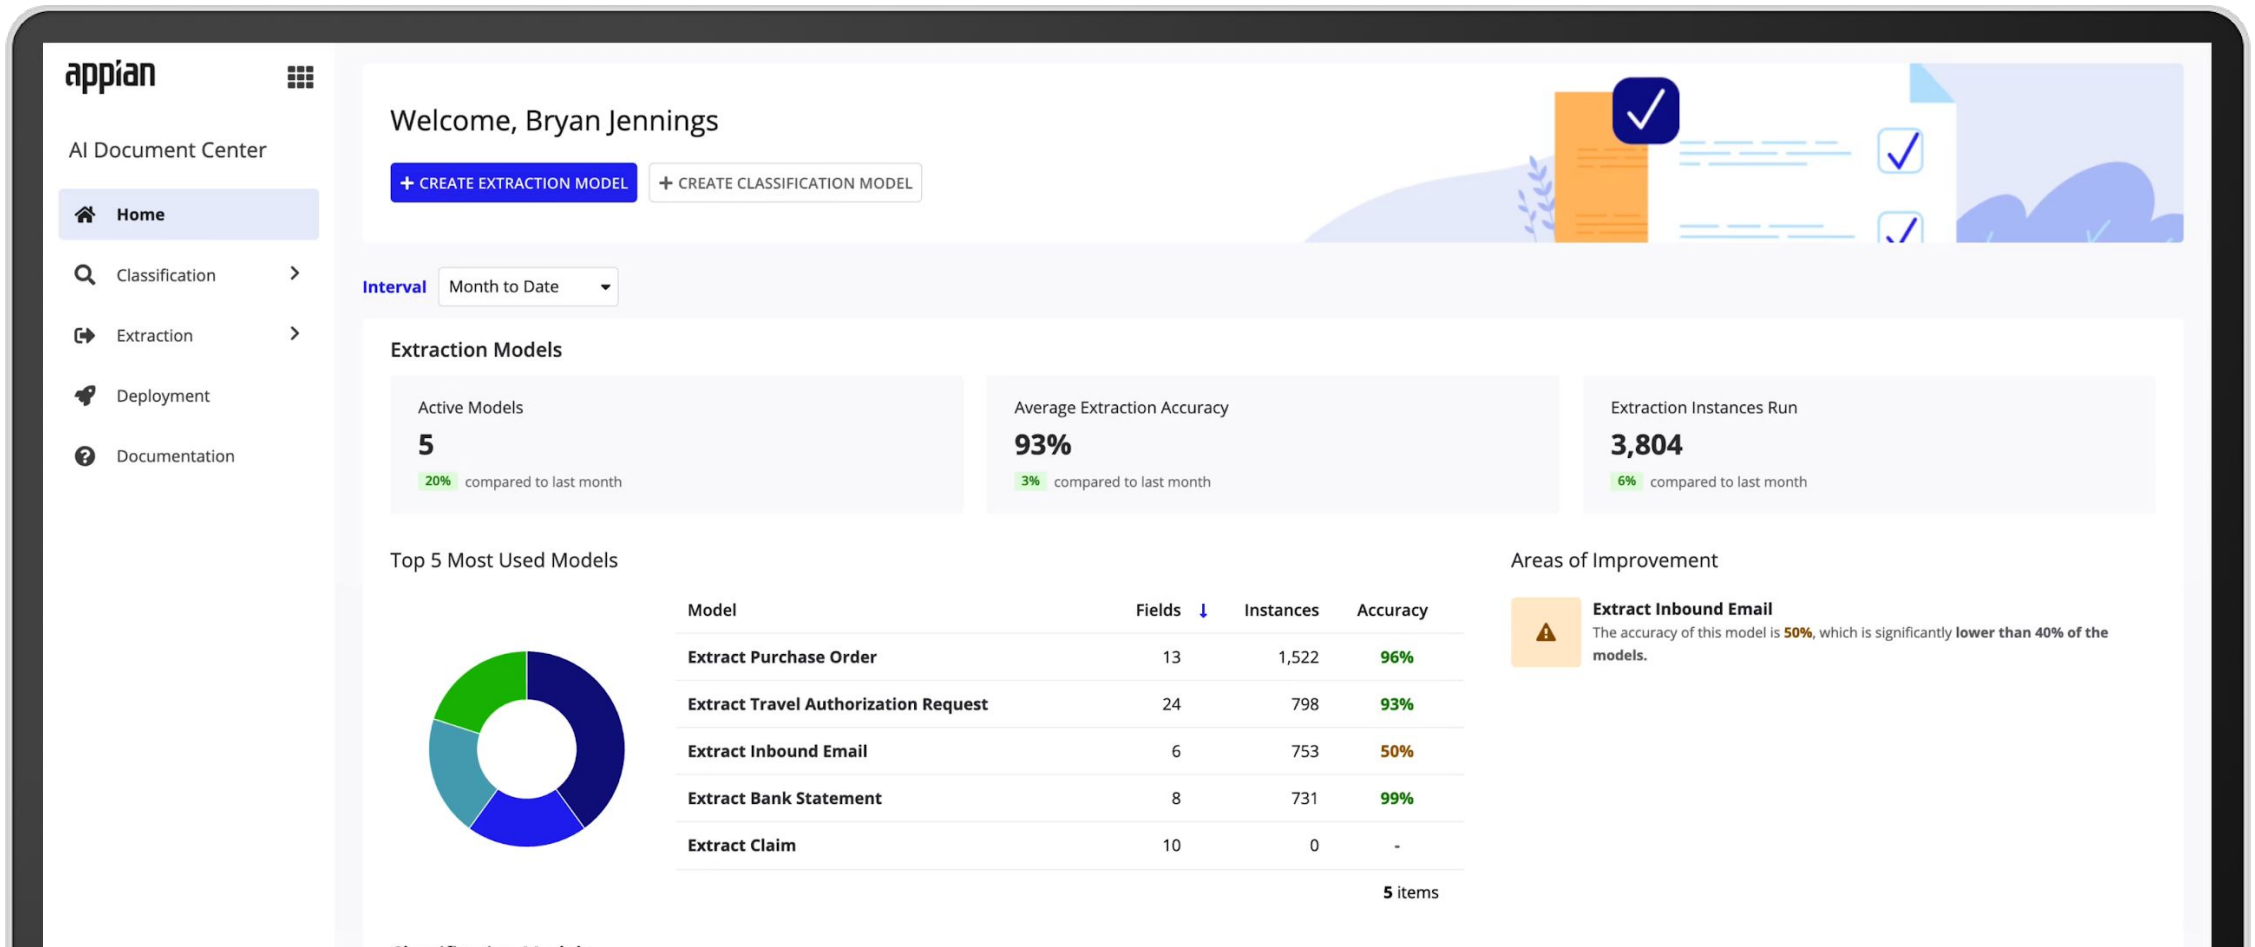 appian
AI Document Center
Home
Classification
Extraction
Deployment
Documentation
Welcome, Bryan Jennings
+ CREATE EXTRACTION MODEL
+ CREATE CLASSIFICATION MODEL
Interval Month to Date
Extraction Models
Active Models
5
20% compared to last month
Average Extraction Accuracy
93%
3% compared to last month
Extraction Instances Run
3,804
6% compared to last month
Top 5 Most Used Models
Model Fields ↓ Instances Accuracy
Extract Purchase Order 13 1,522 96%
Extract Travel Authorization Request 24 798 93%
Extract Inbound Email 6 753 50%
Extract Bank Statement 8 731 99%
Extract Claim 10 0 -
5 items
Areas of Improvement
Extract Inbound Email
The accuracy of this model is 50%, which is significantly lower than 40% of the
models.